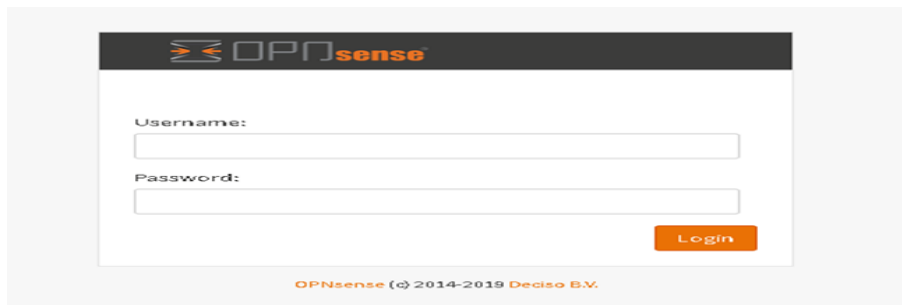 OPNsense
Username:
Password:
Login
OPNsense (c) 2014-2019 Deciso B.V.